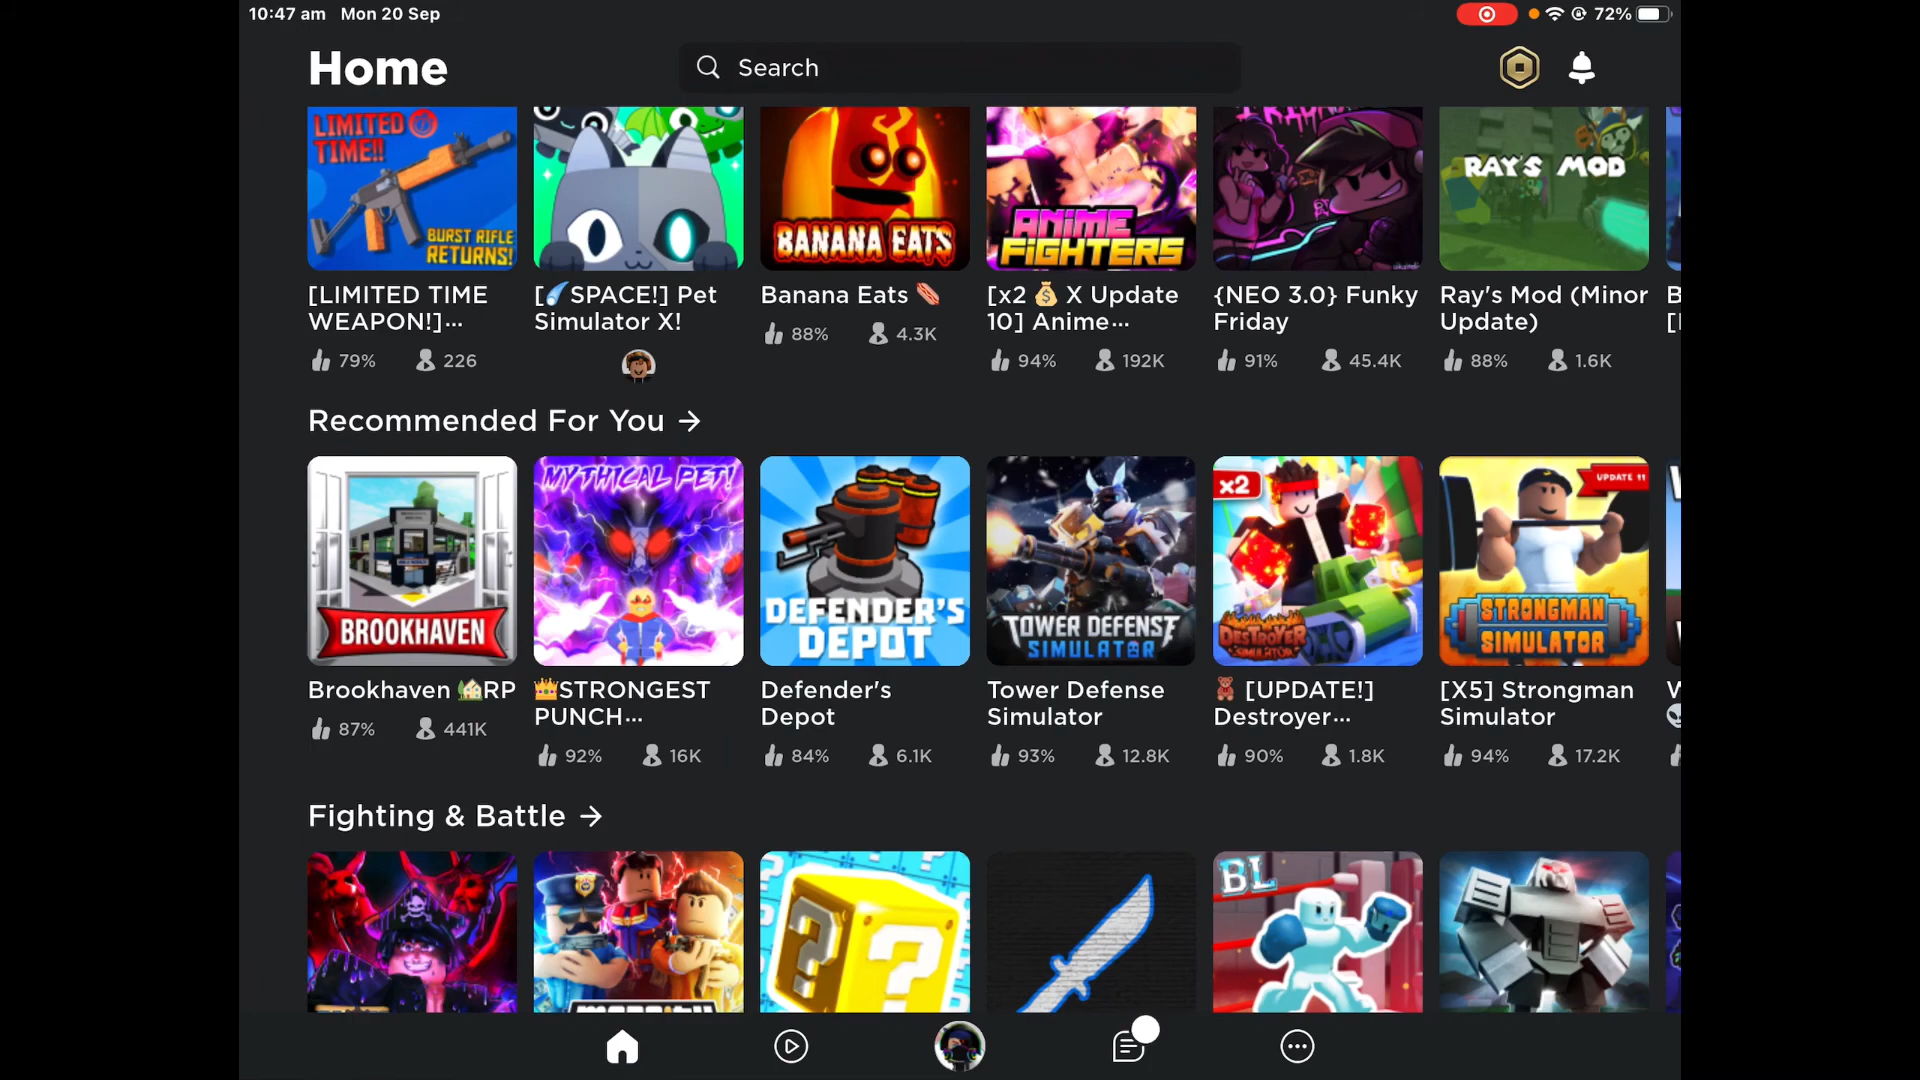 10:47 am Mon 20 Sep
72%
Home
Search
LIMITED
TIME!!
BURST RIFLE
RETURNS!
BANANA EATS
ANIME
FIGHTERS
RAY'S MOD
[LIMITED TIME
WEAPON!]...
79% 226
[☄️SPACE!] Pet
Simulator X!
Banana Eats 🌭
88% 4.3K
[x2 💰 X Update
10] Anime...
94% 192K
{NEO 3.0} Funky
Friday
91% 45.4K
Ray's Mod (Minor
Update)
88% 1.6K
Recommended For You →
BROOKHAVEN
MYTHICAL PET!
DEFENDER'S
DEPOT
TOWER DEFENSE
SIMULATOR
x2
DESTROYER
SIMULATOR
UPDATE 11
STRONGMAN
SIMULATOR
Brookhaven 🏡RP
87% 441K
👑STRONGEST
PUNCH...
92% 16K
Defender's
Depot
84% 6.1K
Tower Defense
Simulator
93% 12.8K
🧸 [UPDATE!]
Destroyer...
90% 1.8K
[X5] Strongman
Simulator
94% 17.2K
Fighting & Battle →
? ?
BL